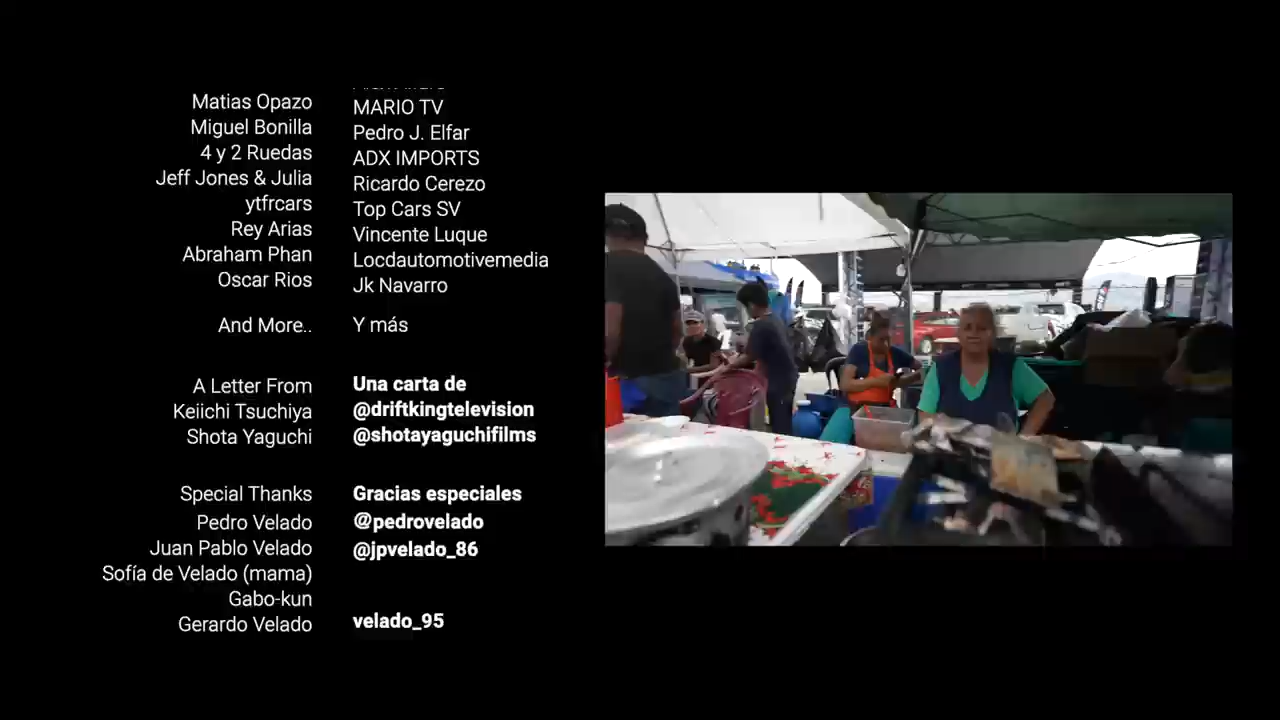 Matias Opazo
Miguel Bonilla
4 y 2 Ruedas
Jeff Jones & Julia
ytfrcars
Rey Arias
Abraham Phan
Oscar Rios
And More..
MARIO TV
Pedro J. Elfar
ADX IMPORTS
Ricardo Cerezo
Top Cars SV
Vincente Luque
Locdautomotivemedia
Jk Navarro
Y más
A Letter From
Keiichi Tsuchiya
Shota Yaguchi
Una carta de
@driftkingtelevision
@shotayaguchifilms
Special Thanks
Pedro Velado
Juan Pablo Velado
Sofía de Velado (mama)
Gabo-kun
Gerardo Velado
Gracias especiales
@pedrovelado
@jpvelado_86
velado_95